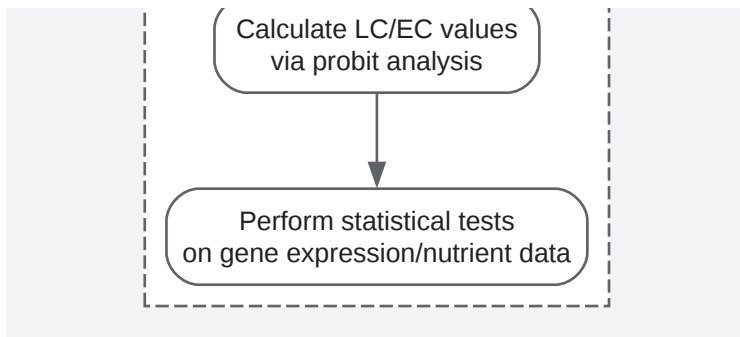 Calculate LC/EC values
via probit analysis
Perform statistical tests
on gene expression/nutrient data